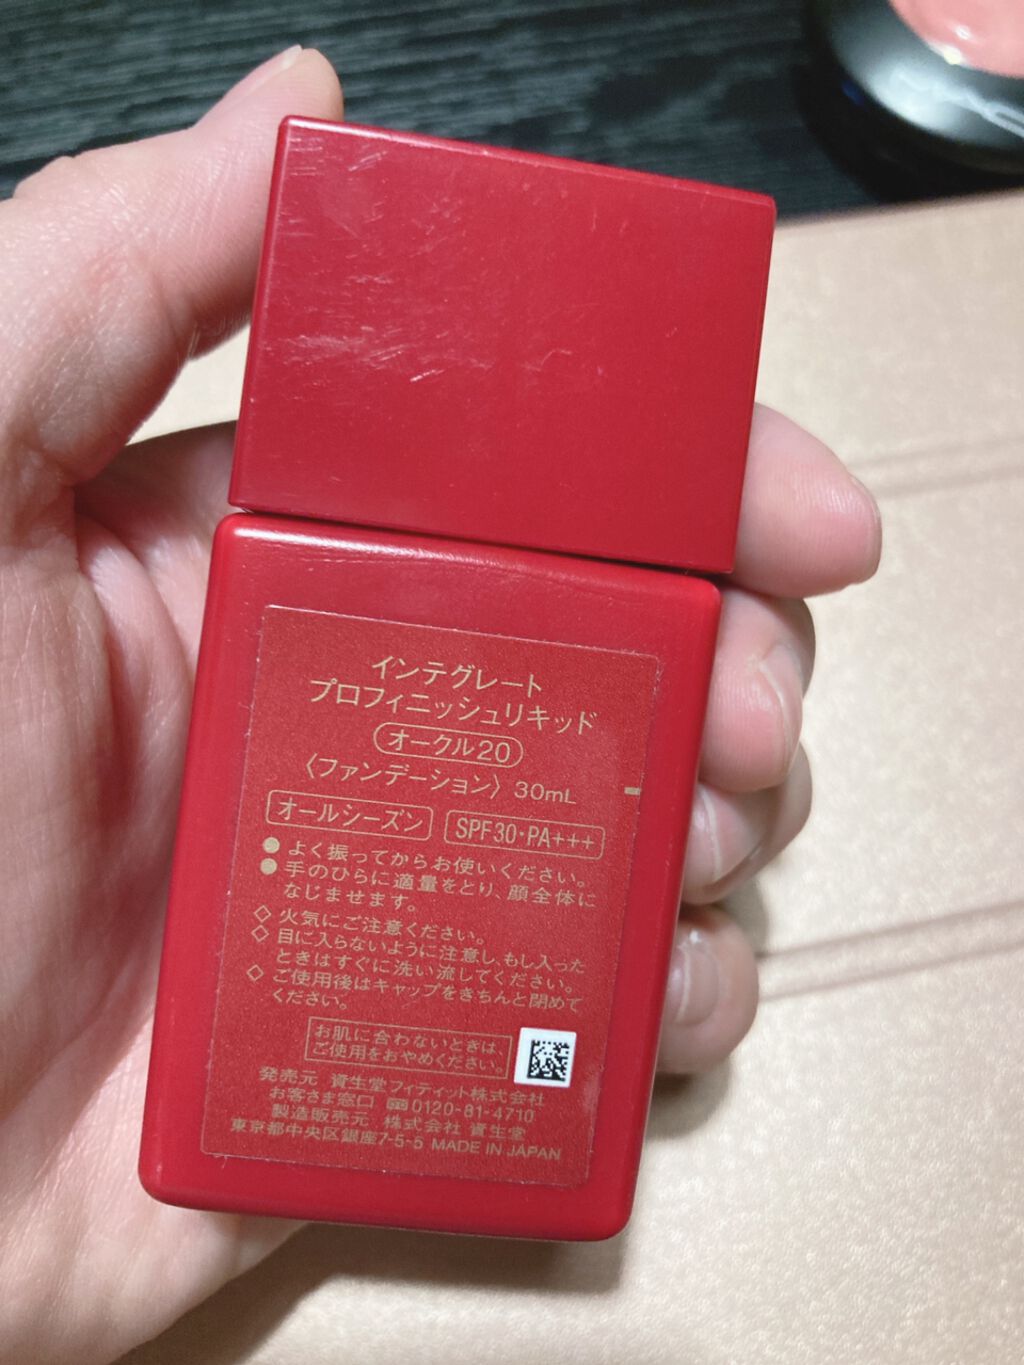 インテグレート
プロフィニッシュリキッド
オークル20
〈ファンデーション〉 30mL
オールシーズン SPF30・PA+++
● よく振ってからお使いください。
● 手のひらに適量をとり、顔全体に
なじませます。
◇ 火気にご注意ください。
◇ 目に入らないように注意し、もし入った
ときはすぐに洗い流してください。
◇ ご使用後はキャップをきちんと閉めて
ください。
お肌に合わないときは、
ご使用をおやめください。
発売元 資生堂フィティット株式会社
お客さま窓口 0120-81-4710
製造販売元 株式会社 資生堂
東京都中央区銀座7-5-5 MADE IN JAPAN